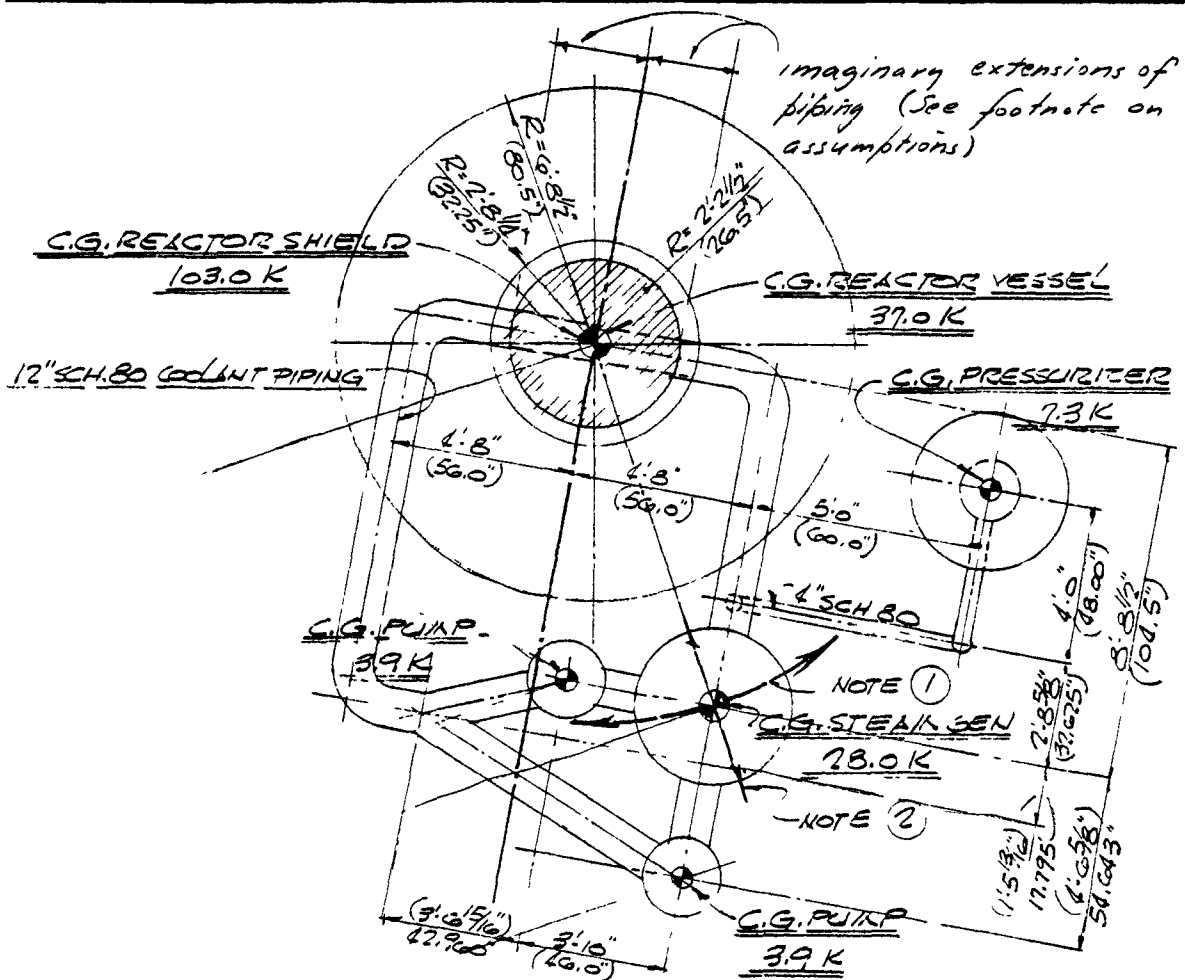 imaginary extensions of
piping (See footnote on
assumptions)
R=6'-8½"
(80.5")
R=2'-8¼"
(32.25")
R=2'-2½"
(26.5")
C.G. REACTOR SHIELD
103.0 K
C.G. REACTOR VESSEL
37.0 K
12" SCH. 80 COOLANT PIPING
C.G. PRESSURIZER
7.3 K
4'-8"
(56.0")
4'-8"
(56.0")
5'-0"
(60.0")
4" SCH 80
4'-0"
(48.00")
8'-8½"
(104.5")
C.G. PUMP
3.9 K
NOTE 1
2'-8⅝"
(32.625")
C.G. STEAM GEN
28.0 K
NOTE 2
(1'-5 13/16")
17.795"
(4'-6⅝")
54.643"
(3'-6 15/16")
42.960"
3'-10"
(46.0")
C.G. PUMP
3.9 K